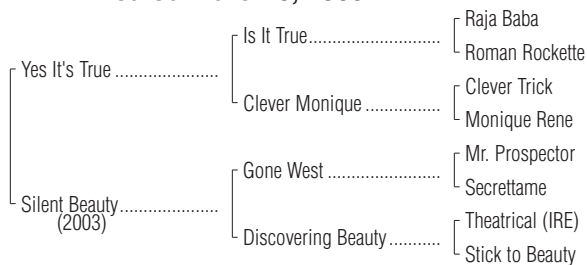 Raja Baba
Is It True
Roman Rockette
Yes It's True
Clever Trick
Clever Monique
Monique Rene
Mr. Prospector
Gone West
Secrettame
Silent Beauty
(2003)
Theatrical (IRE)
Discovering Beauty
Stick to Beauty